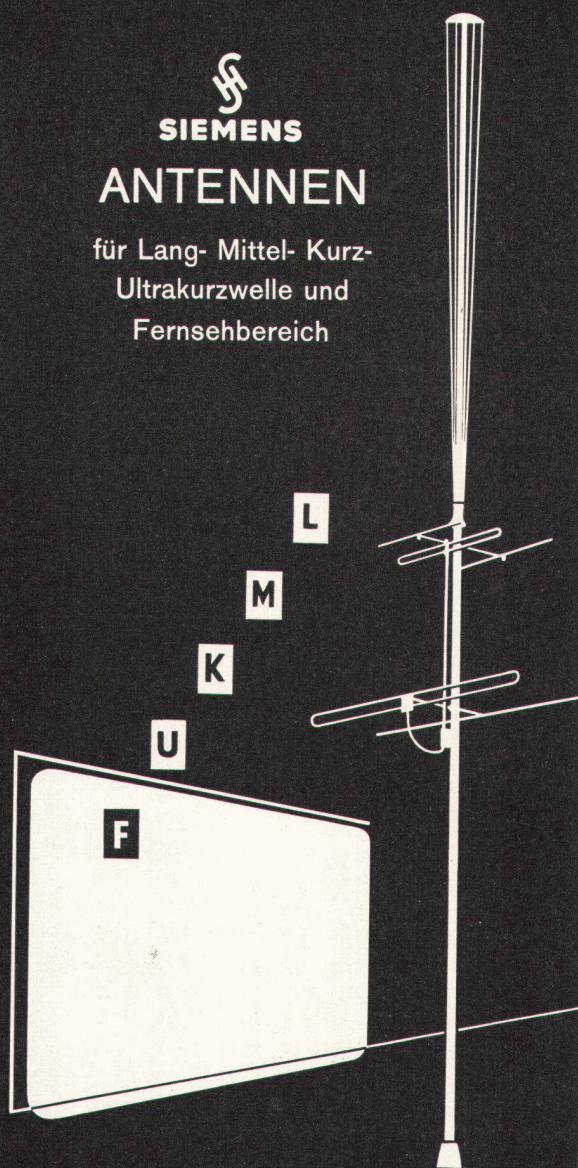 SIEMENS
ANTENNEN
für Lang- Mittel- Kurz-
Ultrakurzwelle und
Fernsehbereich
L
M
K
U
F